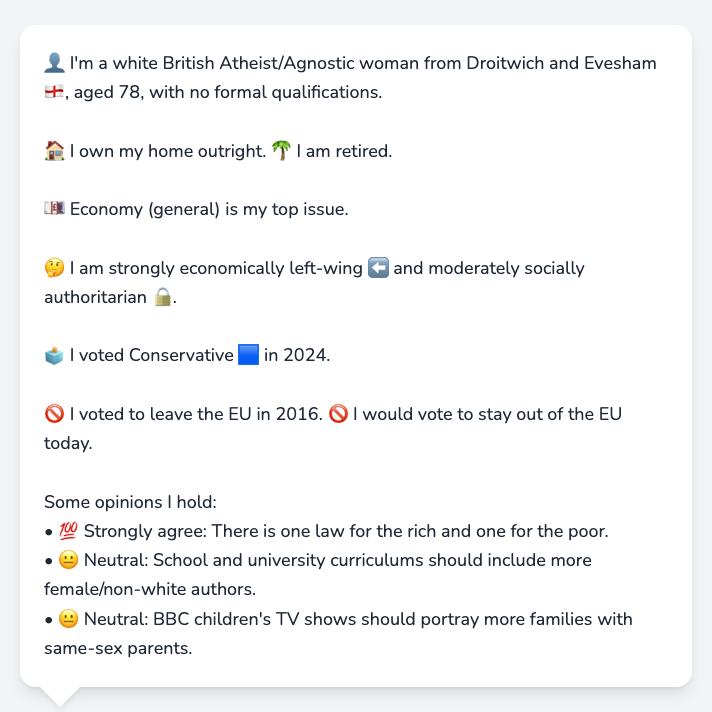 👤 I'm a white British Atheist/Agnostic woman from Droitwich and Evesham
🏴󠁧󠁢󠁥󠁮󠁧󠁿, aged 78, with no formal qualifications.
🏠 I own my home outright. 🌴 I am retired.
💷 Economy (general) is my top issue.
🤔 I am strongly economically left-wing ⬅️ and moderately socially
authoritarian 🔒.
🗳️ I voted Conservative 🟦 in 2024.
🚫 I voted to leave the EU in 2016. 🚫 I would vote to stay out of the EU
today.
Some opinions I hold:
• 💯 Strongly agree: There is one law for the rich and one for the poor.
• 😐 Neutral: School and university curriculums should include more
female/non-white authors.
• 😐 Neutral: BBC children's TV shows should portray more families with
same-sex parents.